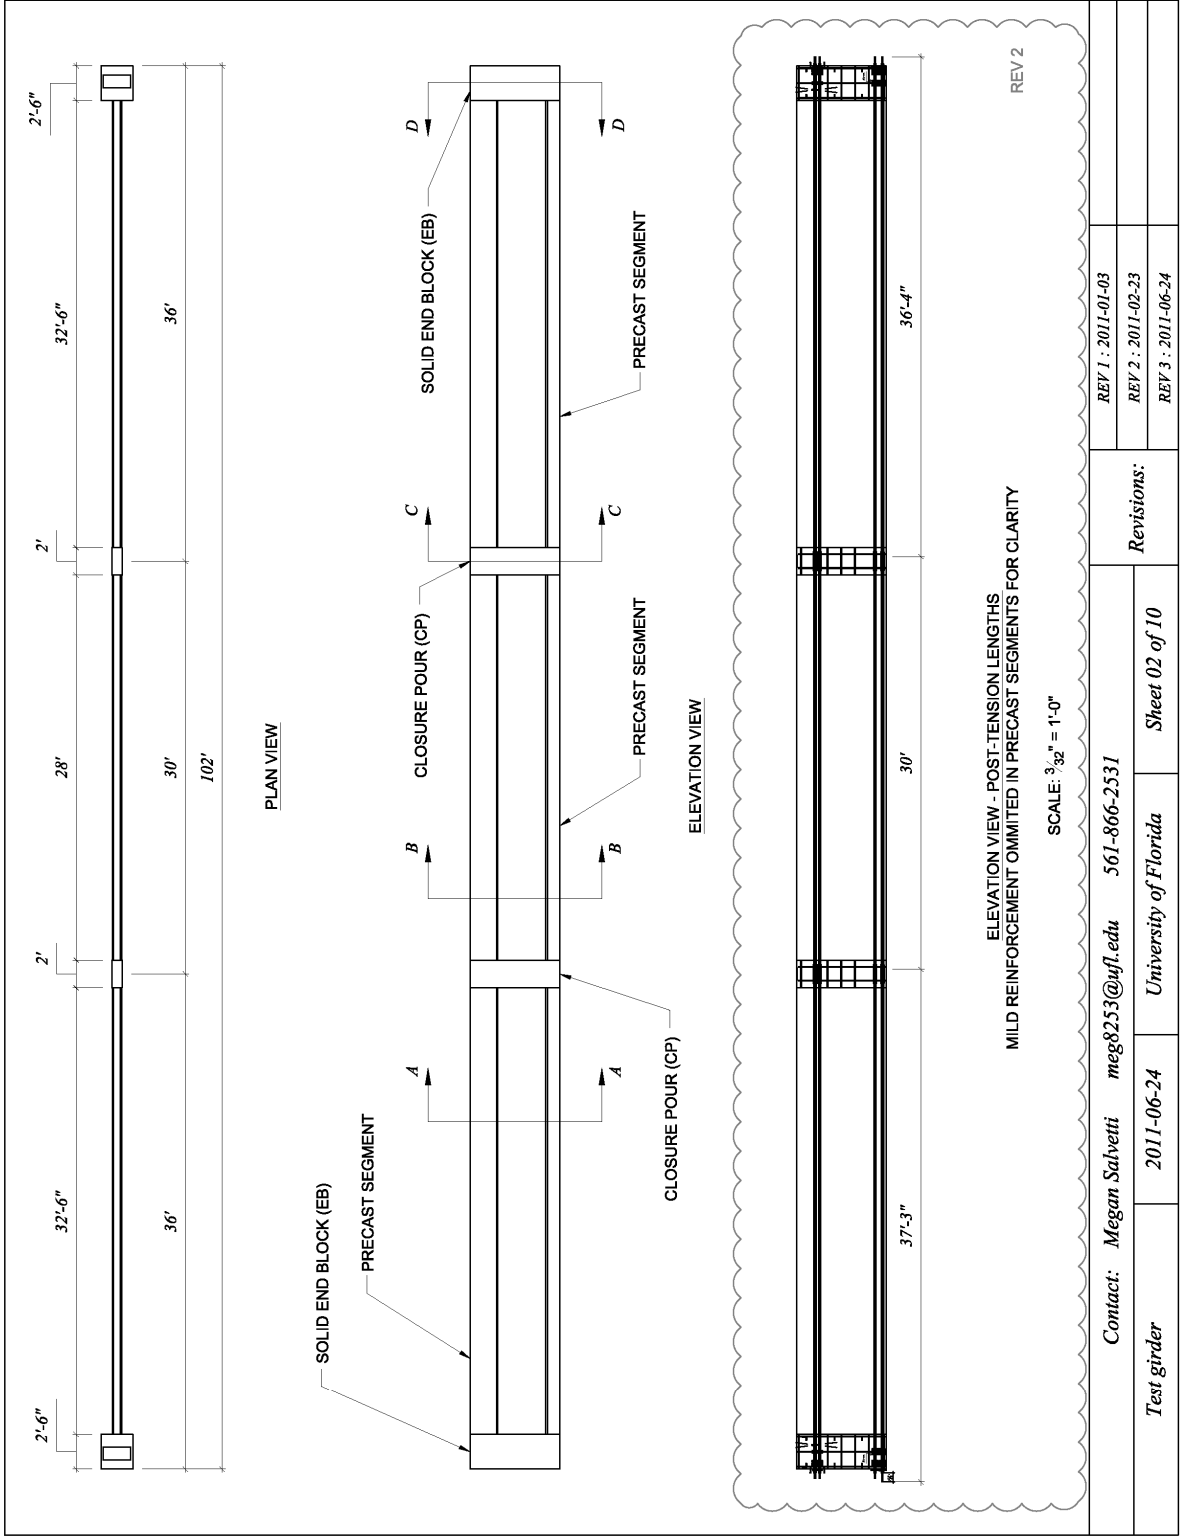 2'-6"
2'
2'
2'-6"
32'-6"
28'
32'-6"
36'
30'
36'
102'
PLAN VIEW
SOLID END BLOCK (EB)
PRECAST SEGMENT
CLOSURE POUR (CP)
SOLID END BLOCK (EB)
A
B
C
D
A
B
C
D
CLOSURE POUR (CP)
PRECAST SEGMENT
PRECAST SEGMENT
ELEVATION VIEW
37'-3"
30'
36'-4"
ELEVATION VIEW - POST-TENSION LENGTHS
MILD REINFORCEMENT OMMITED IN PRECAST SEGMENTS FOR CLARITY
SCALE: 3/32" = 1'-0"
REV 2
Contact: Megan Salvetti meg8253@ufl.edu 561-866-2531
Test girder
2011-06-24
University of Florida
Sheet 02 of 10
Revisions:
REV 1 : 2011-01-03
REV 2 : 2011-02-23
REV 3 : 2011-06-24